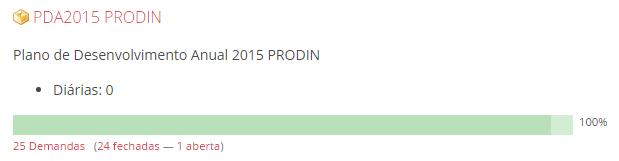 PDA2015 PRODIN
Plano de Desenvolvimento Anual 2015 PRODIN
• Diárias: 0
100%
25 Demandas (24 fechadas — 1 aberta)